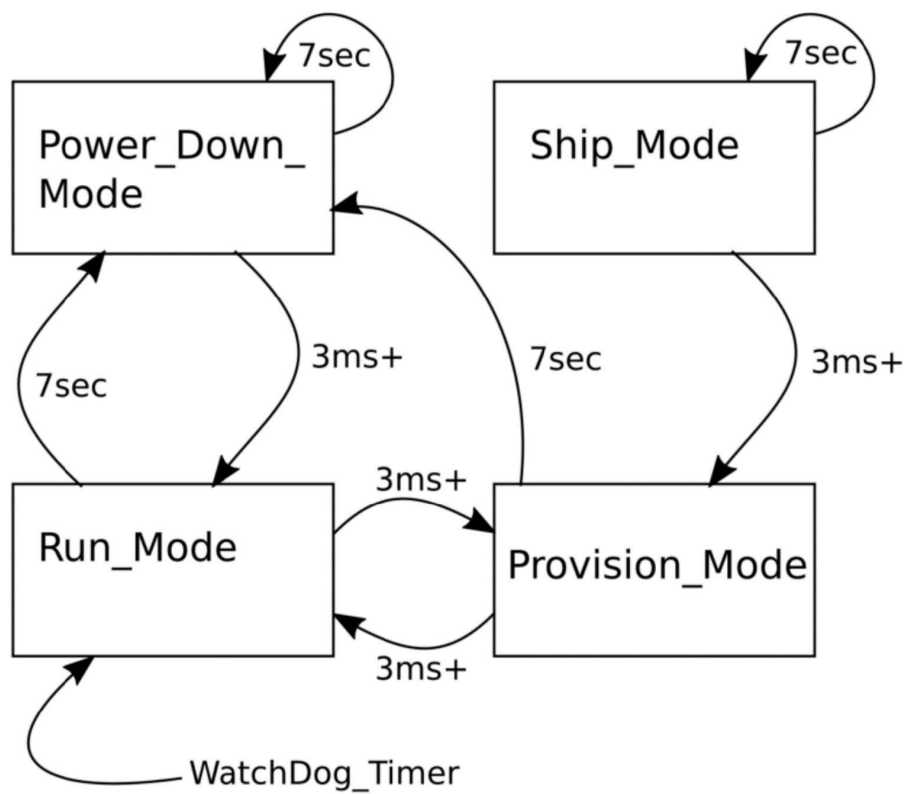 7sec
7sec
Power_Down_
Mode
Ship_Mode
3ms+
7sec
3ms+
7sec
3ms+
Run_Mode
Provision_Mode
3ms+
WatchDog_Timer